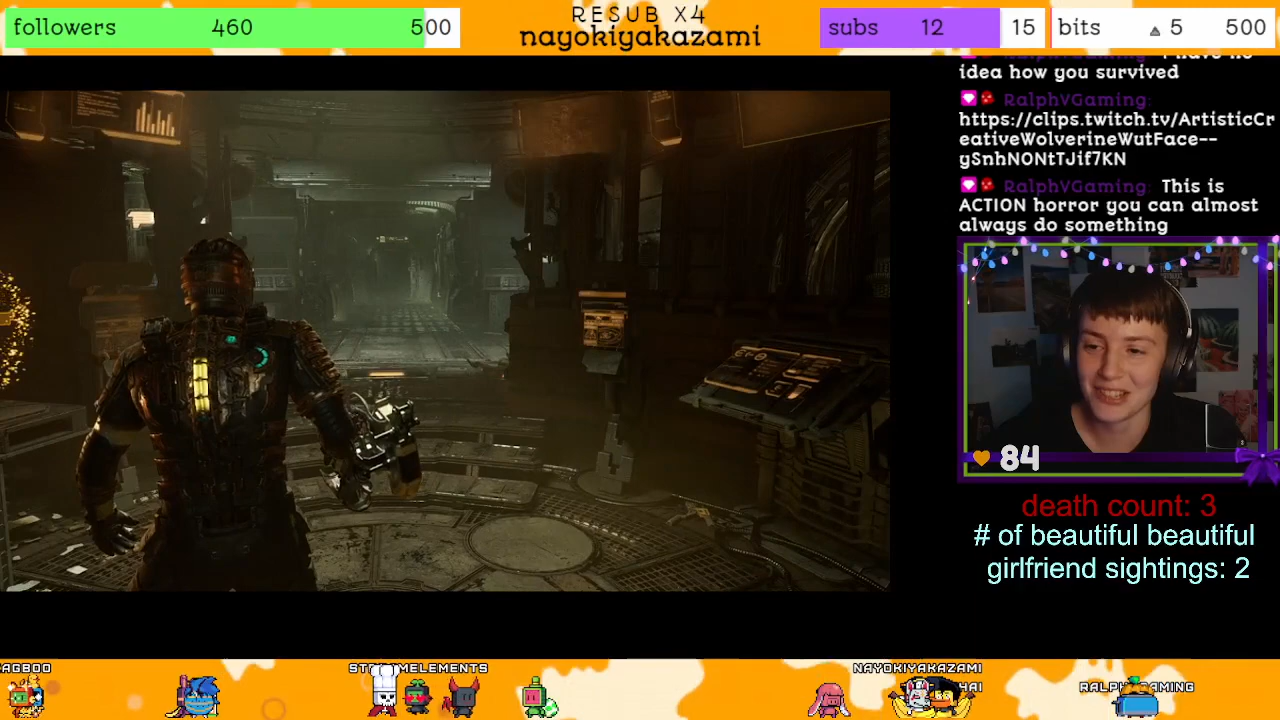 followers 460 500
RESUB X4
nayokiyakazami
subs 12 15
bits 5 500
idea how you survived
RalphVGaming:
https://clips.twitch.tv/ArtisticCr
eativeWolverineWutFace--
ySnhNONtTJif7KN
RalphVGaming: This is
ACTION horror you can almost
always do something
84
death count: 3
# of beautiful beautiful
girlfriend sightings: 2
AGBOO
NAYOKIYAKAZAMI